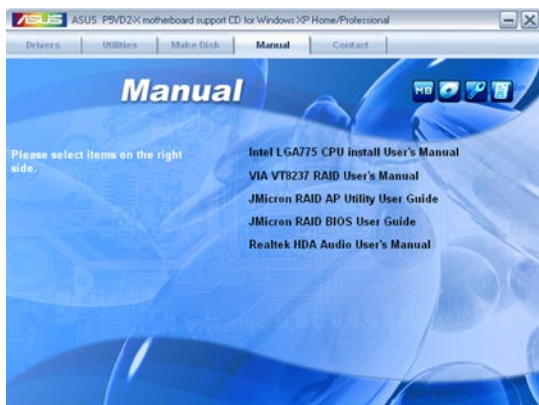 ASUS ASUS P5VD2-X motherboard support CD for Windows XP Home/Professional
Drivers Utilities Make Disk Manual Contact
Manual
MB
Please select items on the right
side.
Intel LGA775 CPU install User's Manual
VIA VT8237 RAID User's Manual
JMicron RAID AP Utility User Guide
JMicron RAID BIOS User Guide
Realtek HDA Audio User's Manual